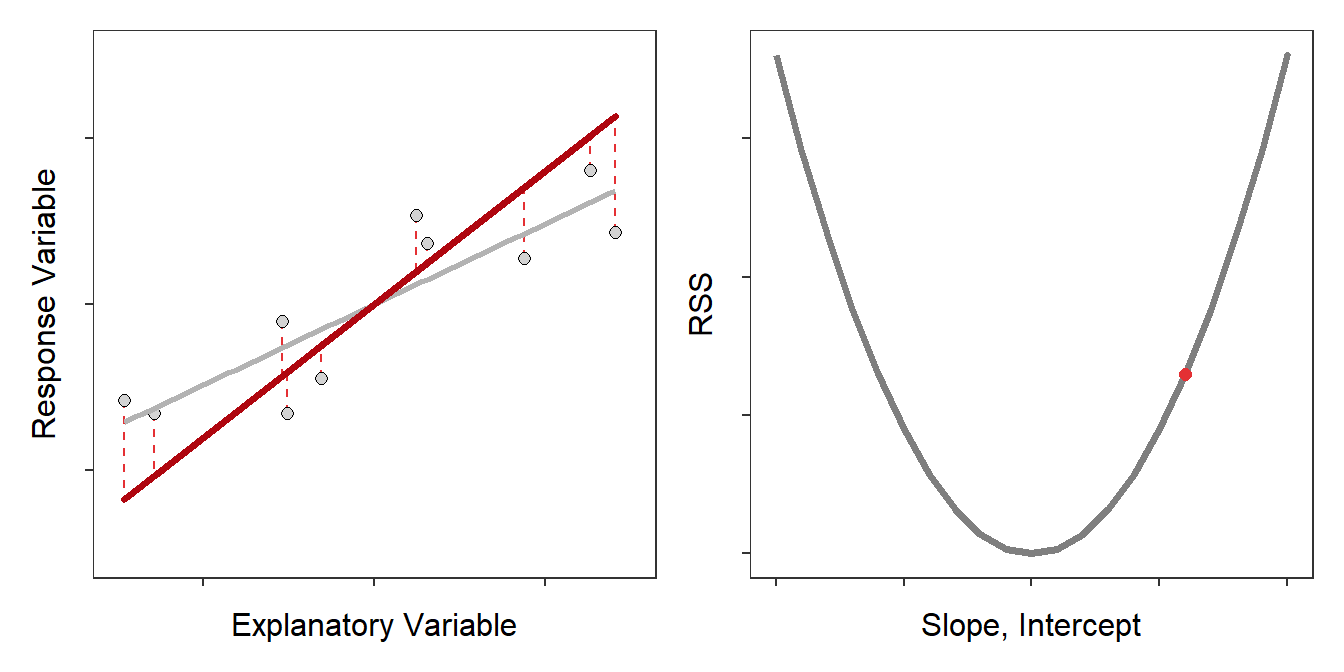 Response Variable
Explanatory Variable
RSS
Slope, Intercept